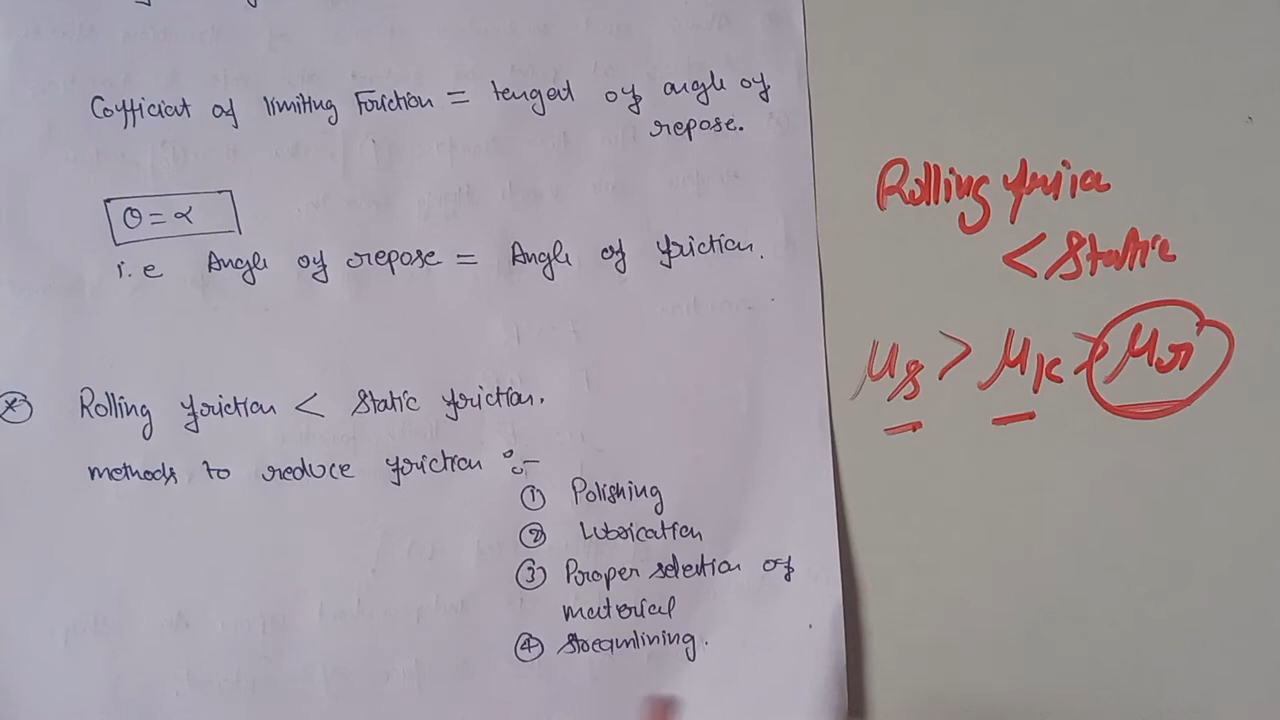 Cofficiat of limiting Foriction = tengent of angle of
repose.
θ = α
i.e Angle of repose = Angle of friction.
Rolling friction < Static friction.
methods to reduce friction :-
① Polishing
② Lubrication
③ Proper selection of
material
④ Streamlining.
Rolling friction
< Static
μs > μk > μr